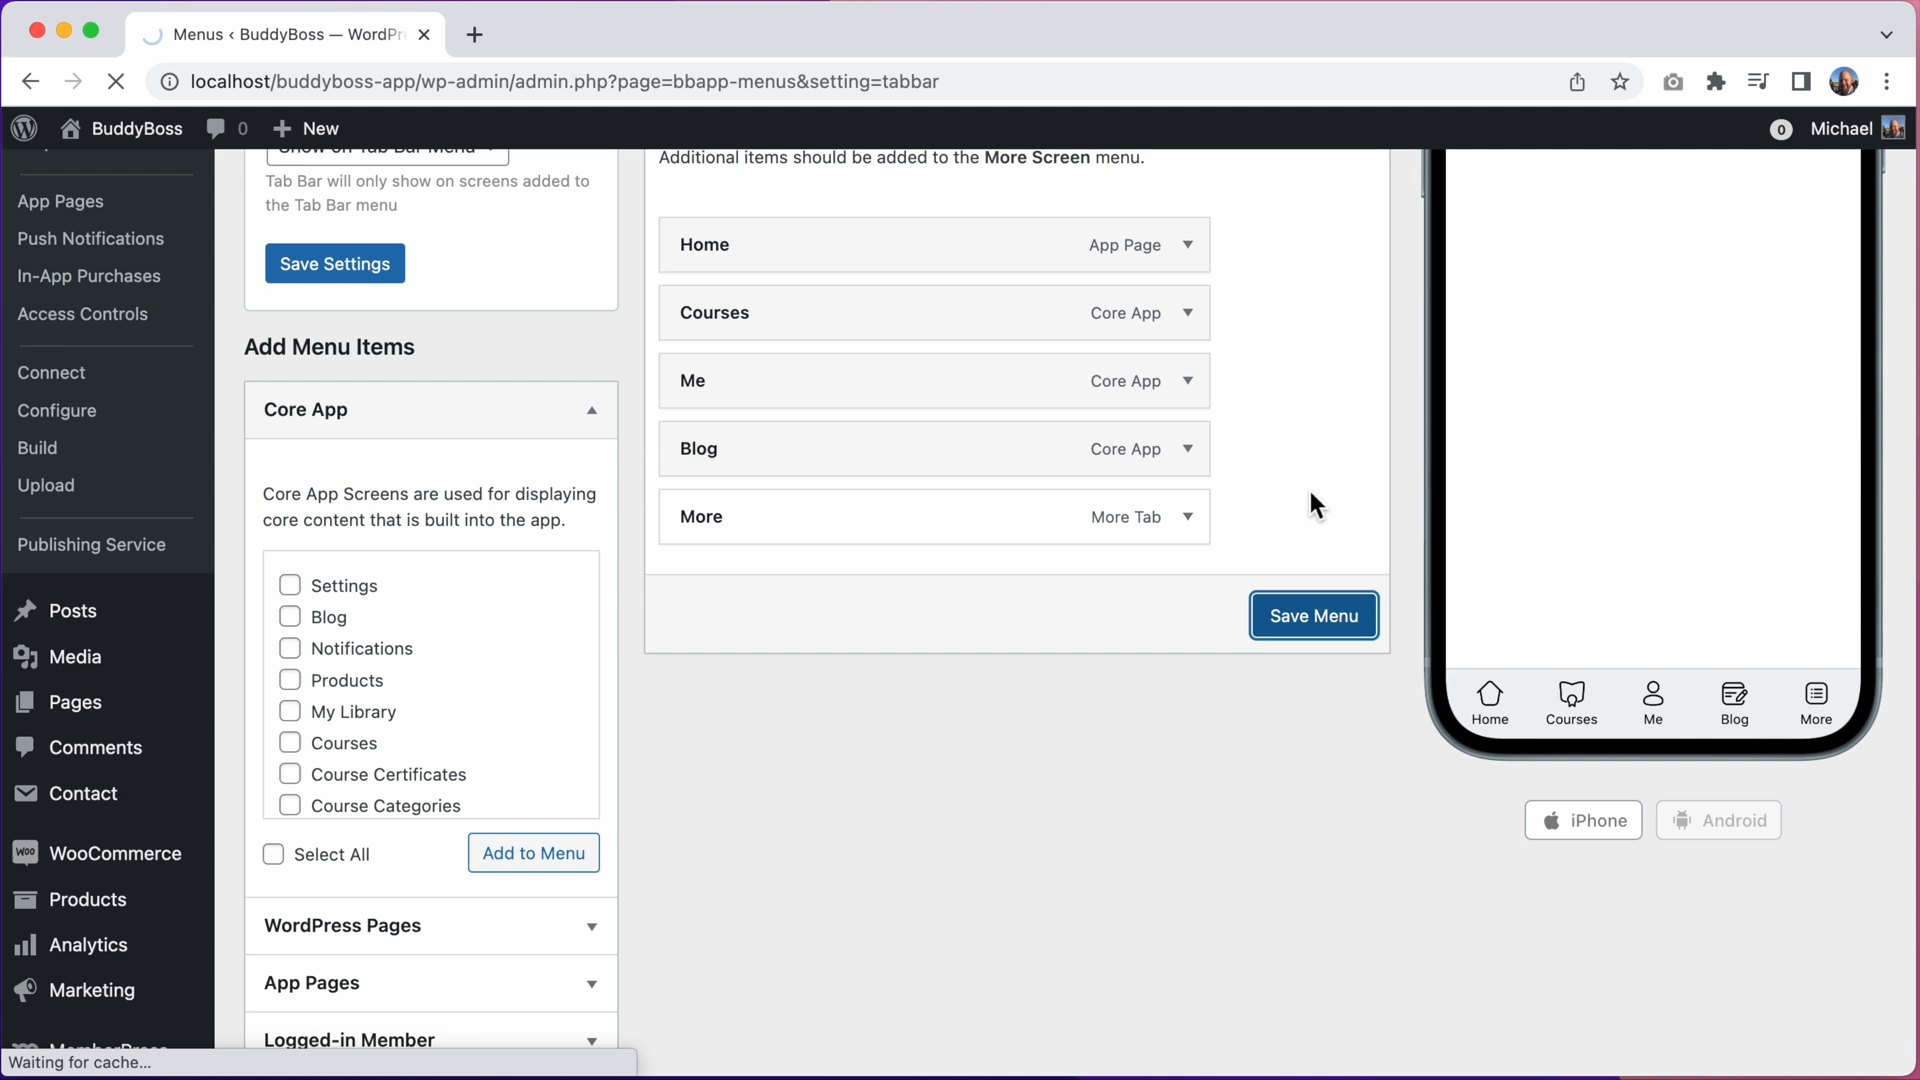 Menus ‹ BuddyBoss — WordPr
localhost/buddyboss-app/wp-admin/admin.php?page=bbapp-menus&setting=tabbar
BuddyBoss
0
New
0
Michael
App Pages
Push Notifications
In-App Purchases
Access Controls
Connect
Configure
Build
Upload
Publishing Service
Posts
Media
Pages
Comments
Contact
WooCommerce
Products
Analytics
Marketing
Waiting for cache...
Show on Tab Bar Menu
Tab Bar will only show on screens added to
the Tab Bar menu
Save Settings
Add Menu Items
Core App
Core App Screens are used for displaying
core content that is built into the app.
Settings
Blog
Notifications
Products
My Library
Courses
Course Certificates
Course Categories
Select All
Add to Menu
WordPress Pages
App Pages
Logged-in Member
Additional items should be added to the More Screen menu.
Home App Page
Courses Core App
Me Core App
Blog Core App
More More Tab
Save Menu
Home
Courses
Me
Blog
More
iPhone
Android